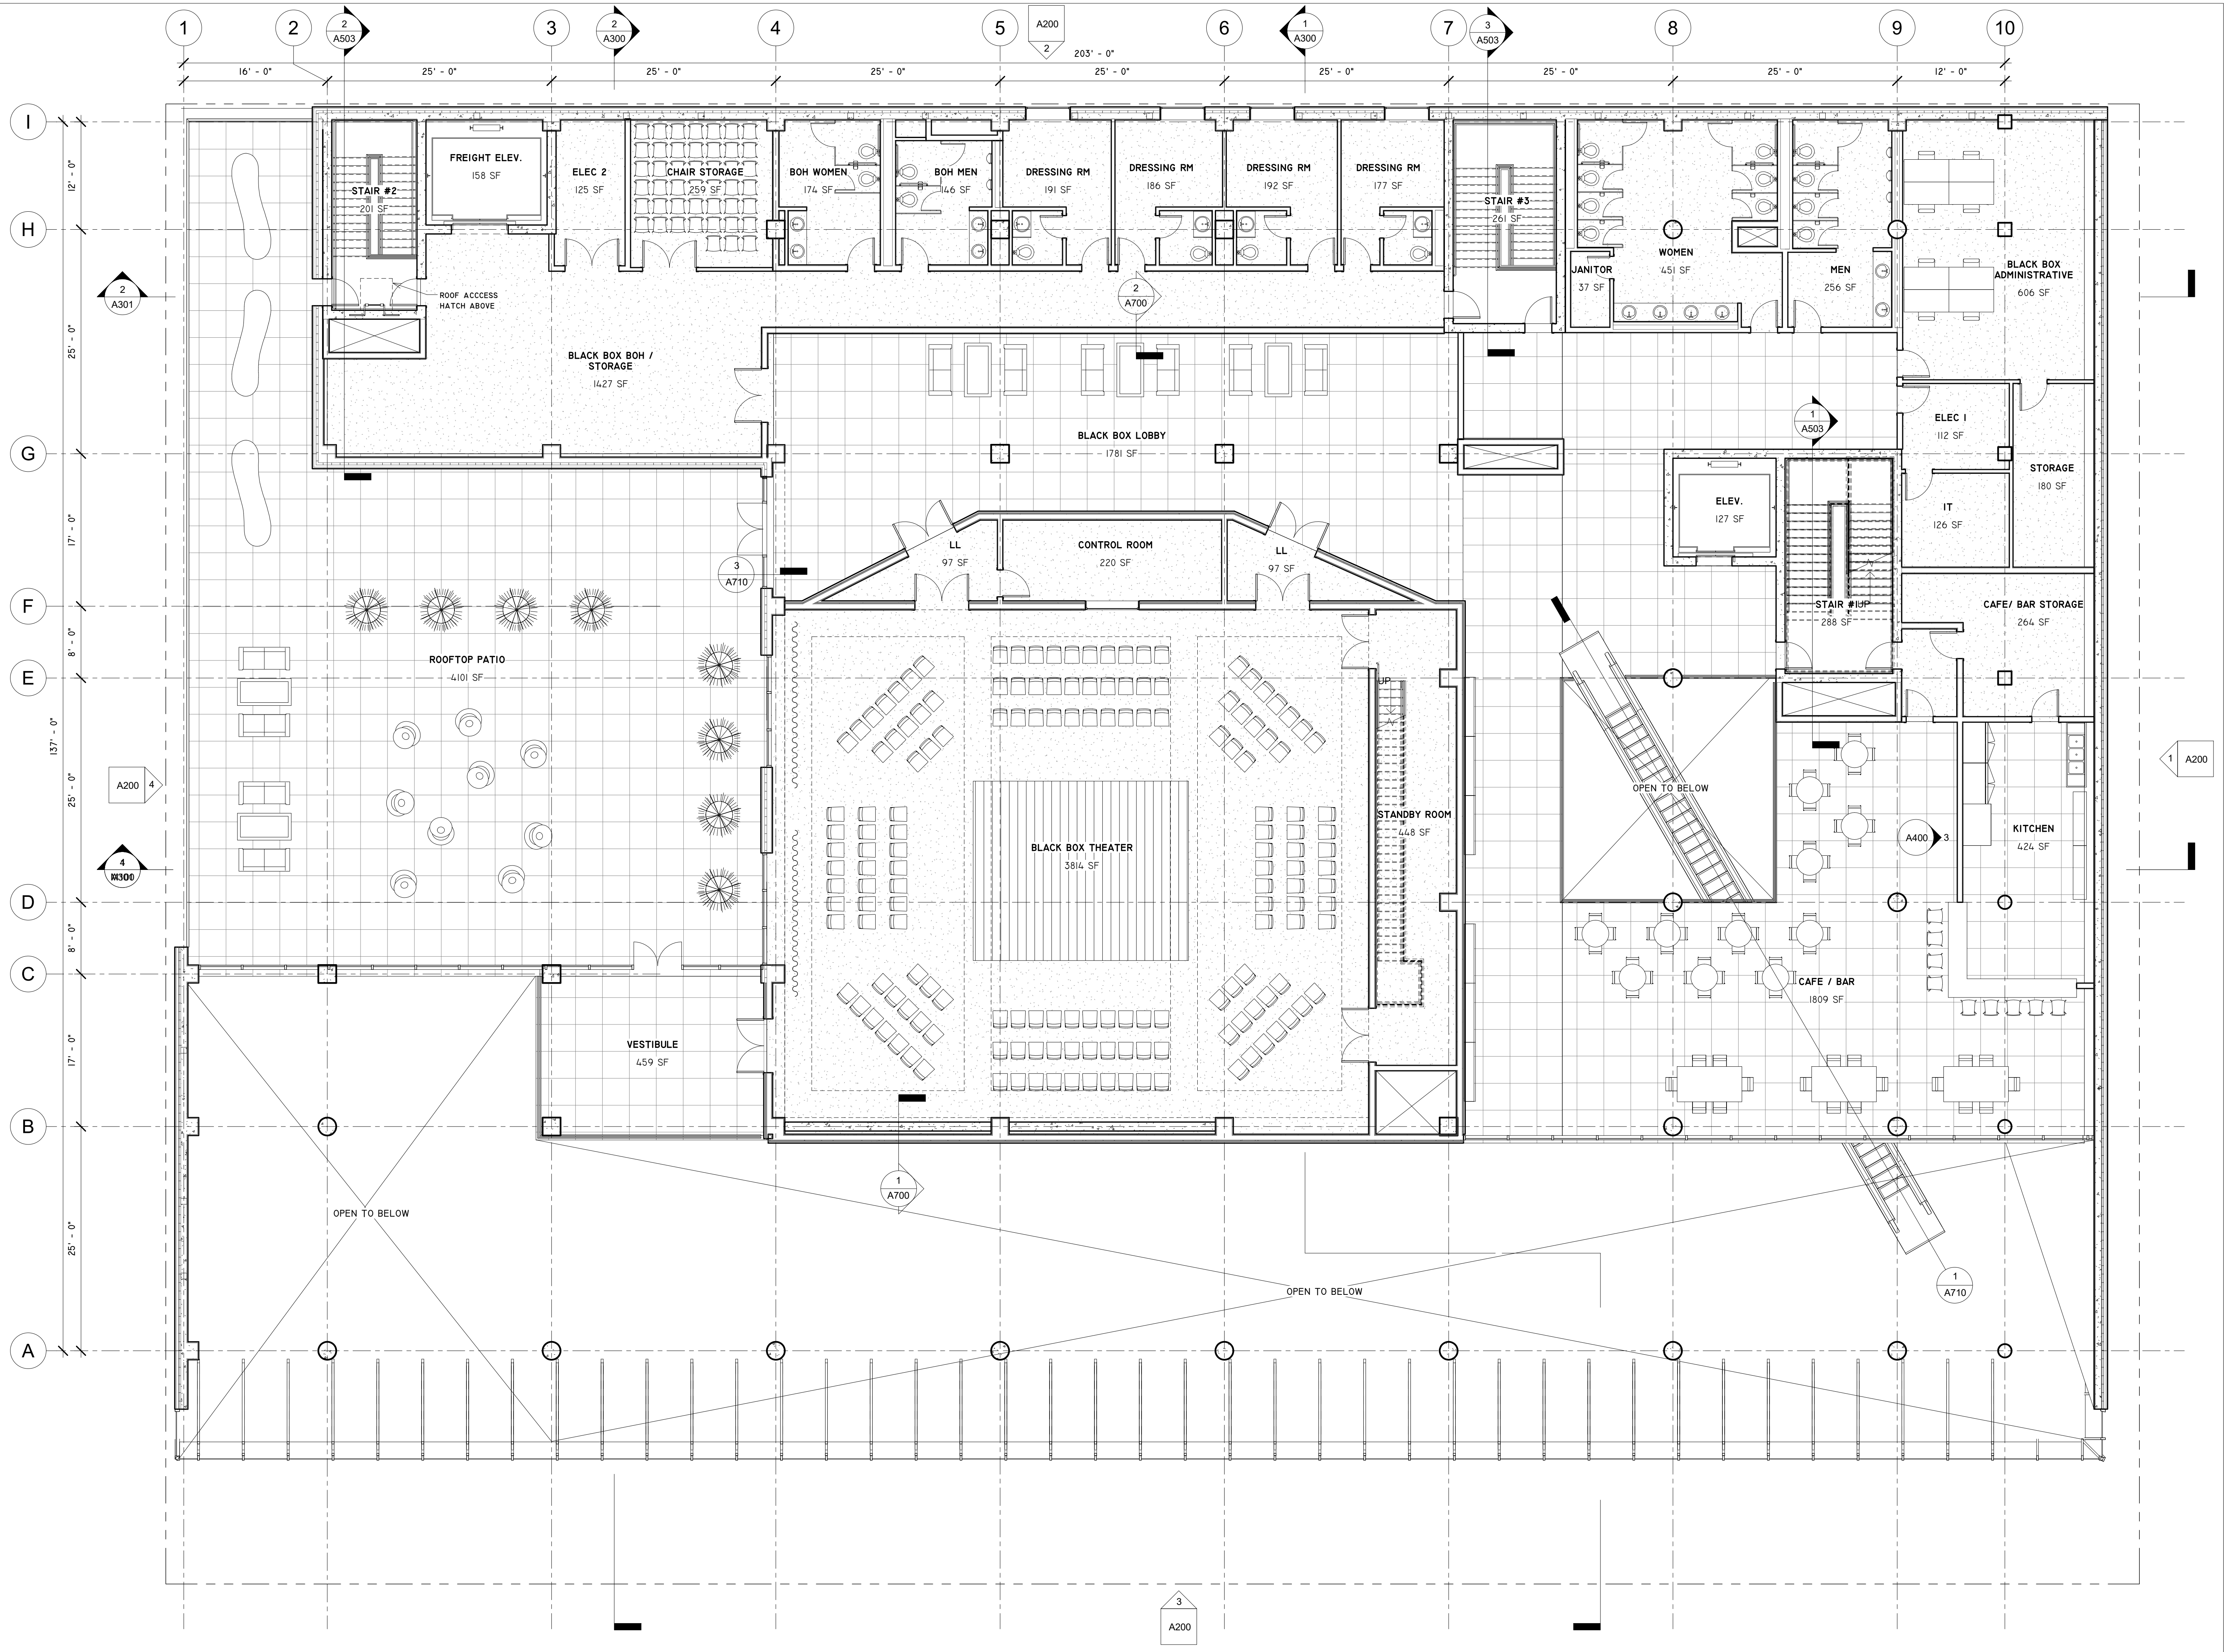 1
2
3
4
5
6
7
8
9
10
2
A503
2
A300
A200
2
1
A300
3
A503
203' - 0"
16' - 0"
25' - 0"
25' - 0"
25' - 0"
25' - 0"
25' - 0"
25' - 0"
25' - 0"
12' - 0"
I
H
G
F
E
D
C
B
A
12' - 0"
25' - 0"
17' - 0"
8' - 0"
137' - 0"
25' - 0"
8' - 0"
17' - 0"
25' - 0"
FREIGHT ELEV.
158 SF
STAIR #2
201 SF
ELEC 2
125 SF
CHAIR STORAGE
259 SF
BOH WOMEN
174 SF
BOH MEN
146 SF
DRESSING RM
191 SF
DRESSING RM
186 SF
DRESSING RM
192 SF
DRESSING RM
177 SF
STAIR #3
261 SF
WOMEN
451 SF
JANITOR
37 SF
MEN
256 SF
BLACK BOX
ADMINISTRATIVE
606 SF
2
A301
ROOF ACCCESS
HATCH ABOVE
2
A700
BLACK BOX BOH /
STORAGE
1427 SF
BLACK BOX LOBBY
1781 SF
1
A503
ELEC 1
112 SF
STORAGE
180 SF
ELEV.
127 SF
IT
126 SF
LL
97 SF
CONTROL ROOM
220 SF
LL
97 SF
3
A710
STAIR #1UP
288 SF
CAFE/ BAR STORAGE
264 SF
ROOFTOP PATIO
4101 SF
UP
A200
4
1
A200
OPEN TO BELOW
STANDBY ROOM
448 SF
A400
3
KITCHEN
424 SF
BLACK BOX THEATER
3814 SF
4
CAFE / BAR
1809 SF
VESTIBULE
459 SF
1
A700
OPEN TO BELOW
OPEN TO BELOW
1
A710
3
A200